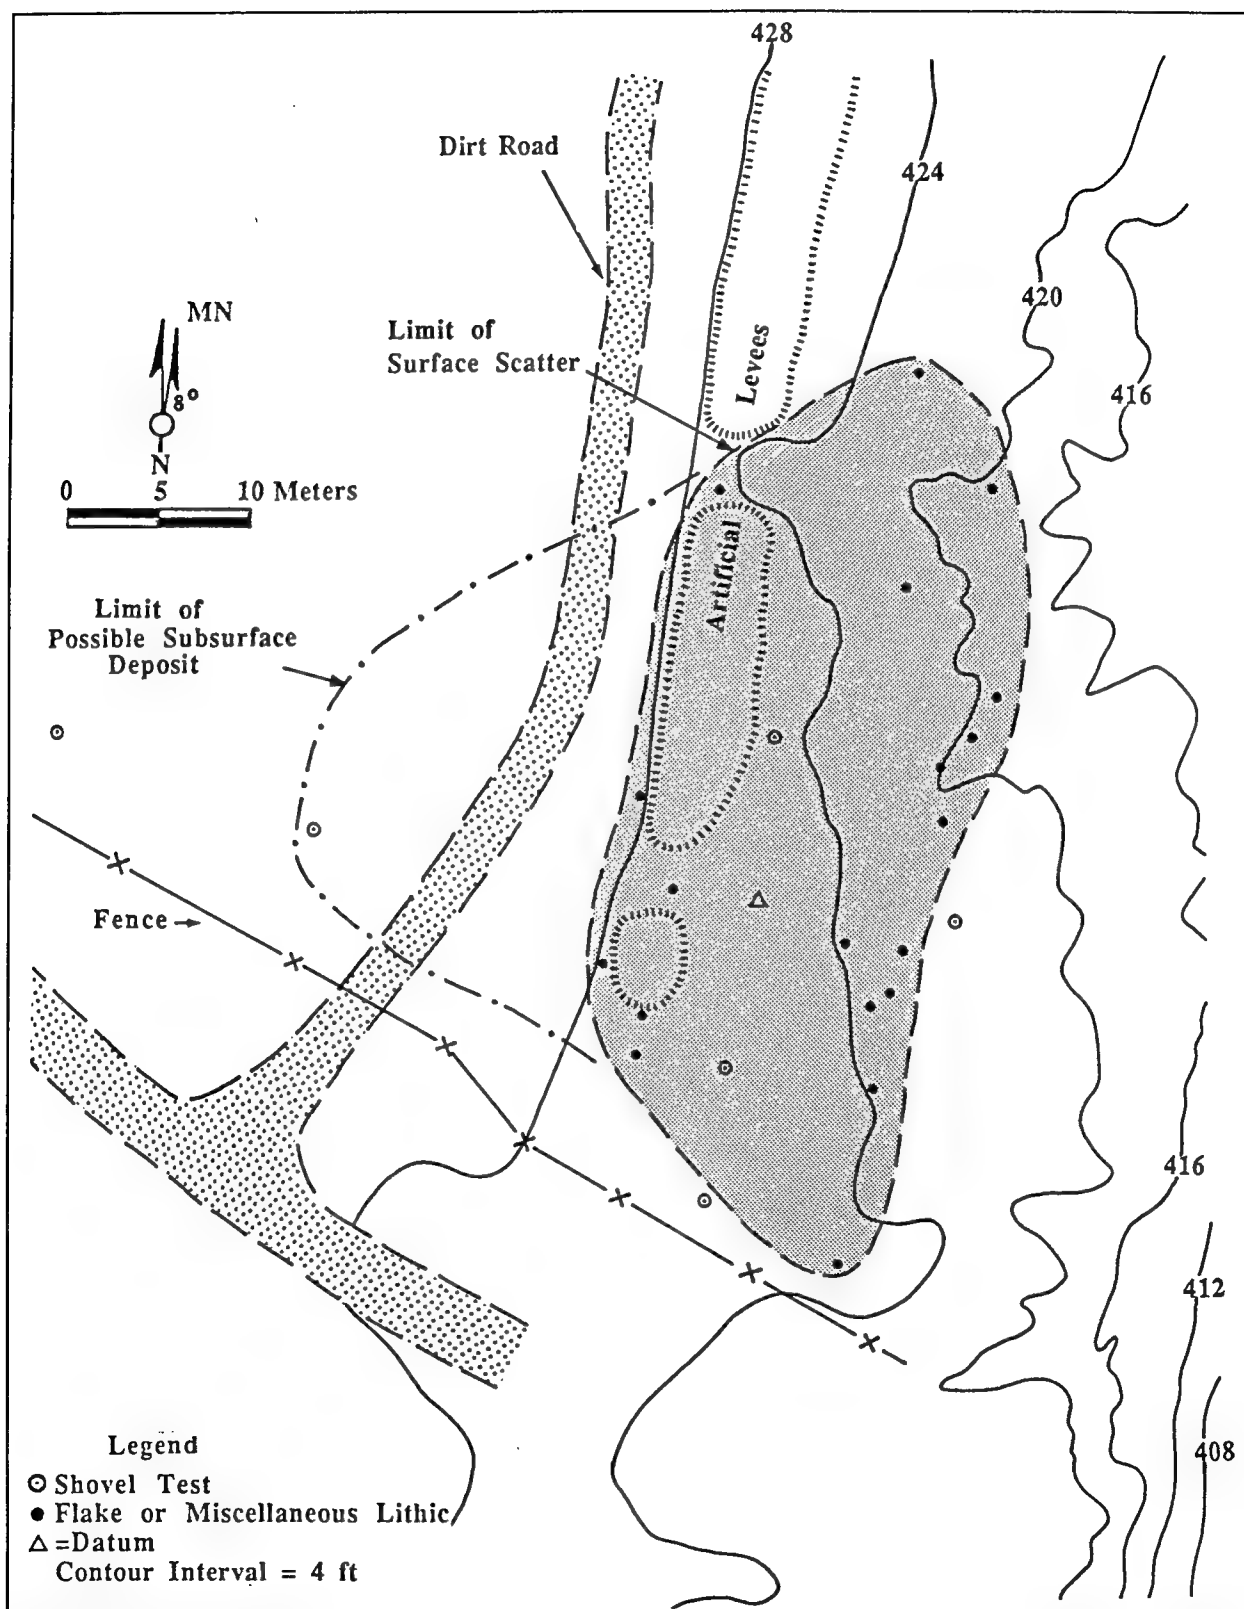 428
Dirt Road
424
420
MN
8°
N
Limit of
Surface Scatter
Levees
416
0 5 10 Meters
Artificial
Limit of
Possible Subsurface
Deposit
Fence
416
412
408
Legend
Shovel Test
Flake or Miscellaneous Lithic
=Datum
Contour Interval = 4 ft